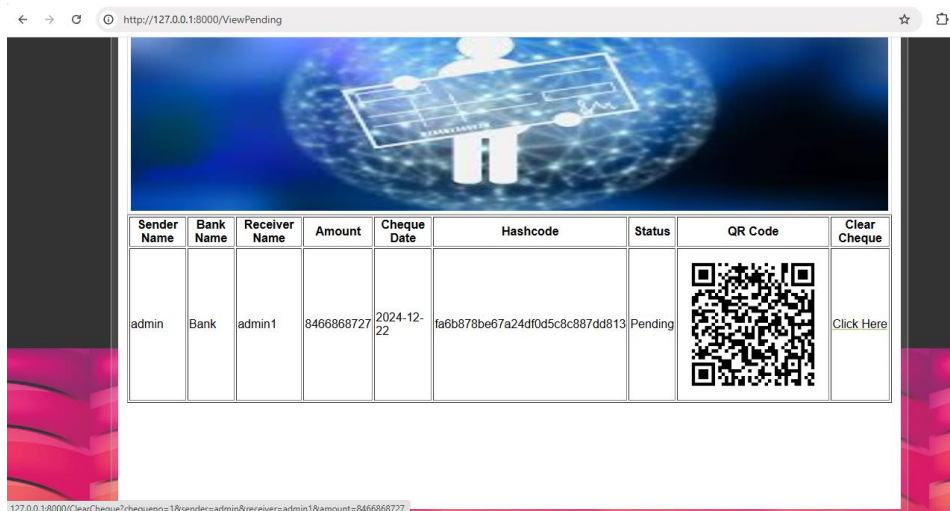 http://127.0.0.1:8000/ViewPending
Sender Name
Bank Name
Receiver Name
Amount
Cheque Date
Hashcode
Status
QR Code
Clear Cheque
admin
Bank
admin1
8466868727
2024-12-22
fa6b878be67a24df0d5c8c887dd813
Pending
Click Here
127.0.0.1:8000/ClearCheque?chequeno=1&sender=admin&receiver=admin1&amount=8466868727